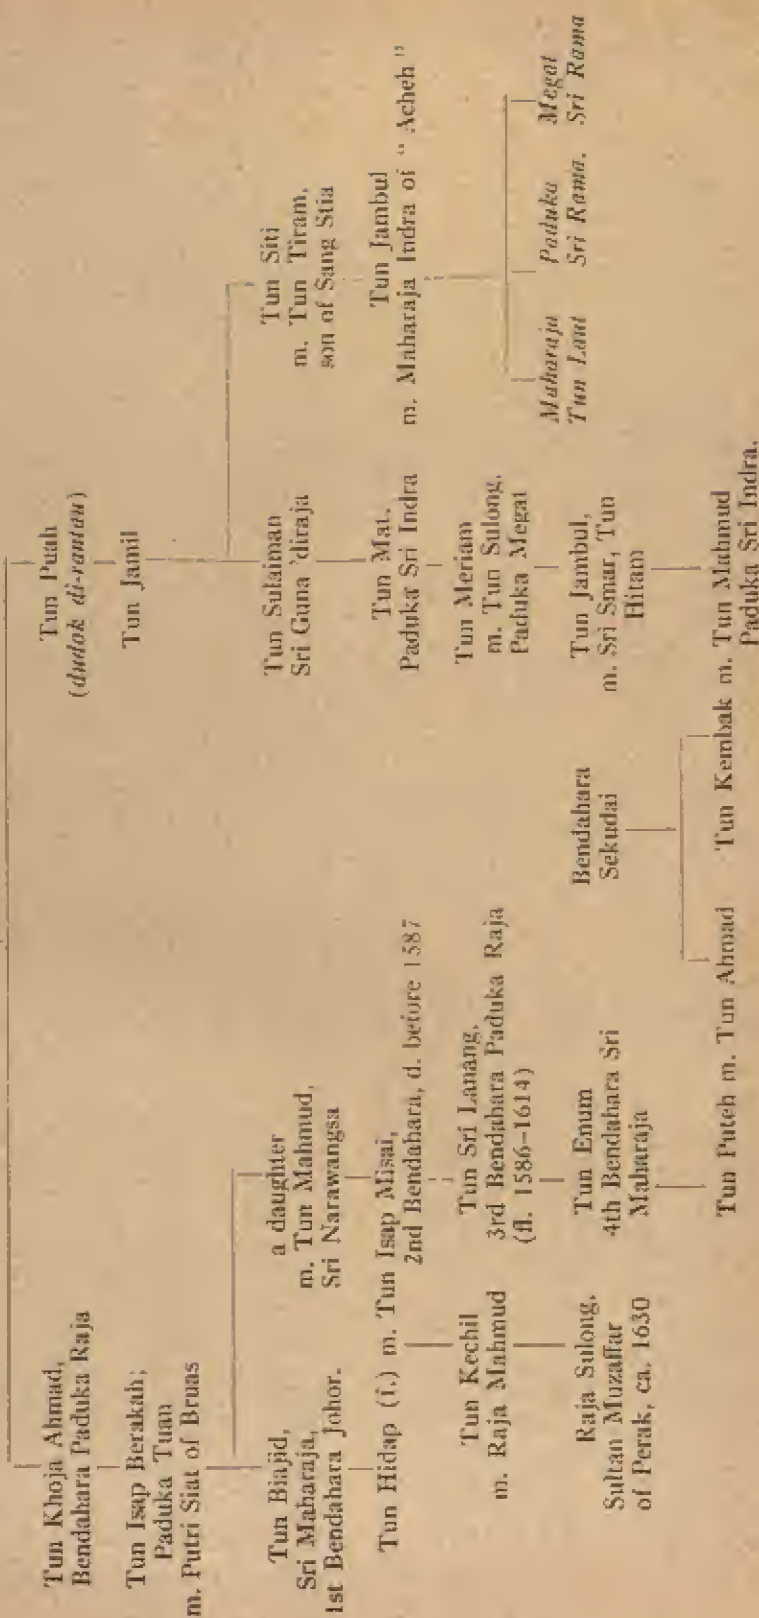 Tun Khoja Ahmad,
Bendahara Paduka Raja
Tun Puah
(dudok di-rantau)
Tun Isap Berakah;
Paduka Tuan
m. Putri Siat of Bruas
Tun Jamil
Tun Biajid,
Sri Maharaja,
1st Bendahara Johor.
a daughter
m. Tun Mahmud,
Sri Narawangsa
Tun Sulaiman
Sri Guna 'diraja
Tun Siti
m. Tun Tiram,
son of Sang Stia
Tun Hidap (f.) m. Tun Isap Misai,
2nd Bendahara, d. before 1587
Tun Mat,
Paduka Sri Indra
Tun Jambul
m. Maharaja Indra of " Acheh "
Tun Kechil
m. Raja Mahmud
Tun Sri Lanang,
3rd Bendahara Paduka Raja
(fl. 1586-1614)
Tun Meriam
m. Tun Sulong,
Paduka Megat
Maharaja
Tun Laut
Paduka
Sri Rama,
Megat
Sri Rama
Raja Sulong,
Sultan Muzaffar
of Perak, ca. 1630
Tun Enum
4th Bendahara Sri
Maharaja
Bendahara
Sekudai
Tun Jambul,
m. Sri Smar, Tun
Hitam
Tun Puteh m. Tun Ahmad
Tun Kembak m. Tun Mahmud
Paduka Sri Indra.